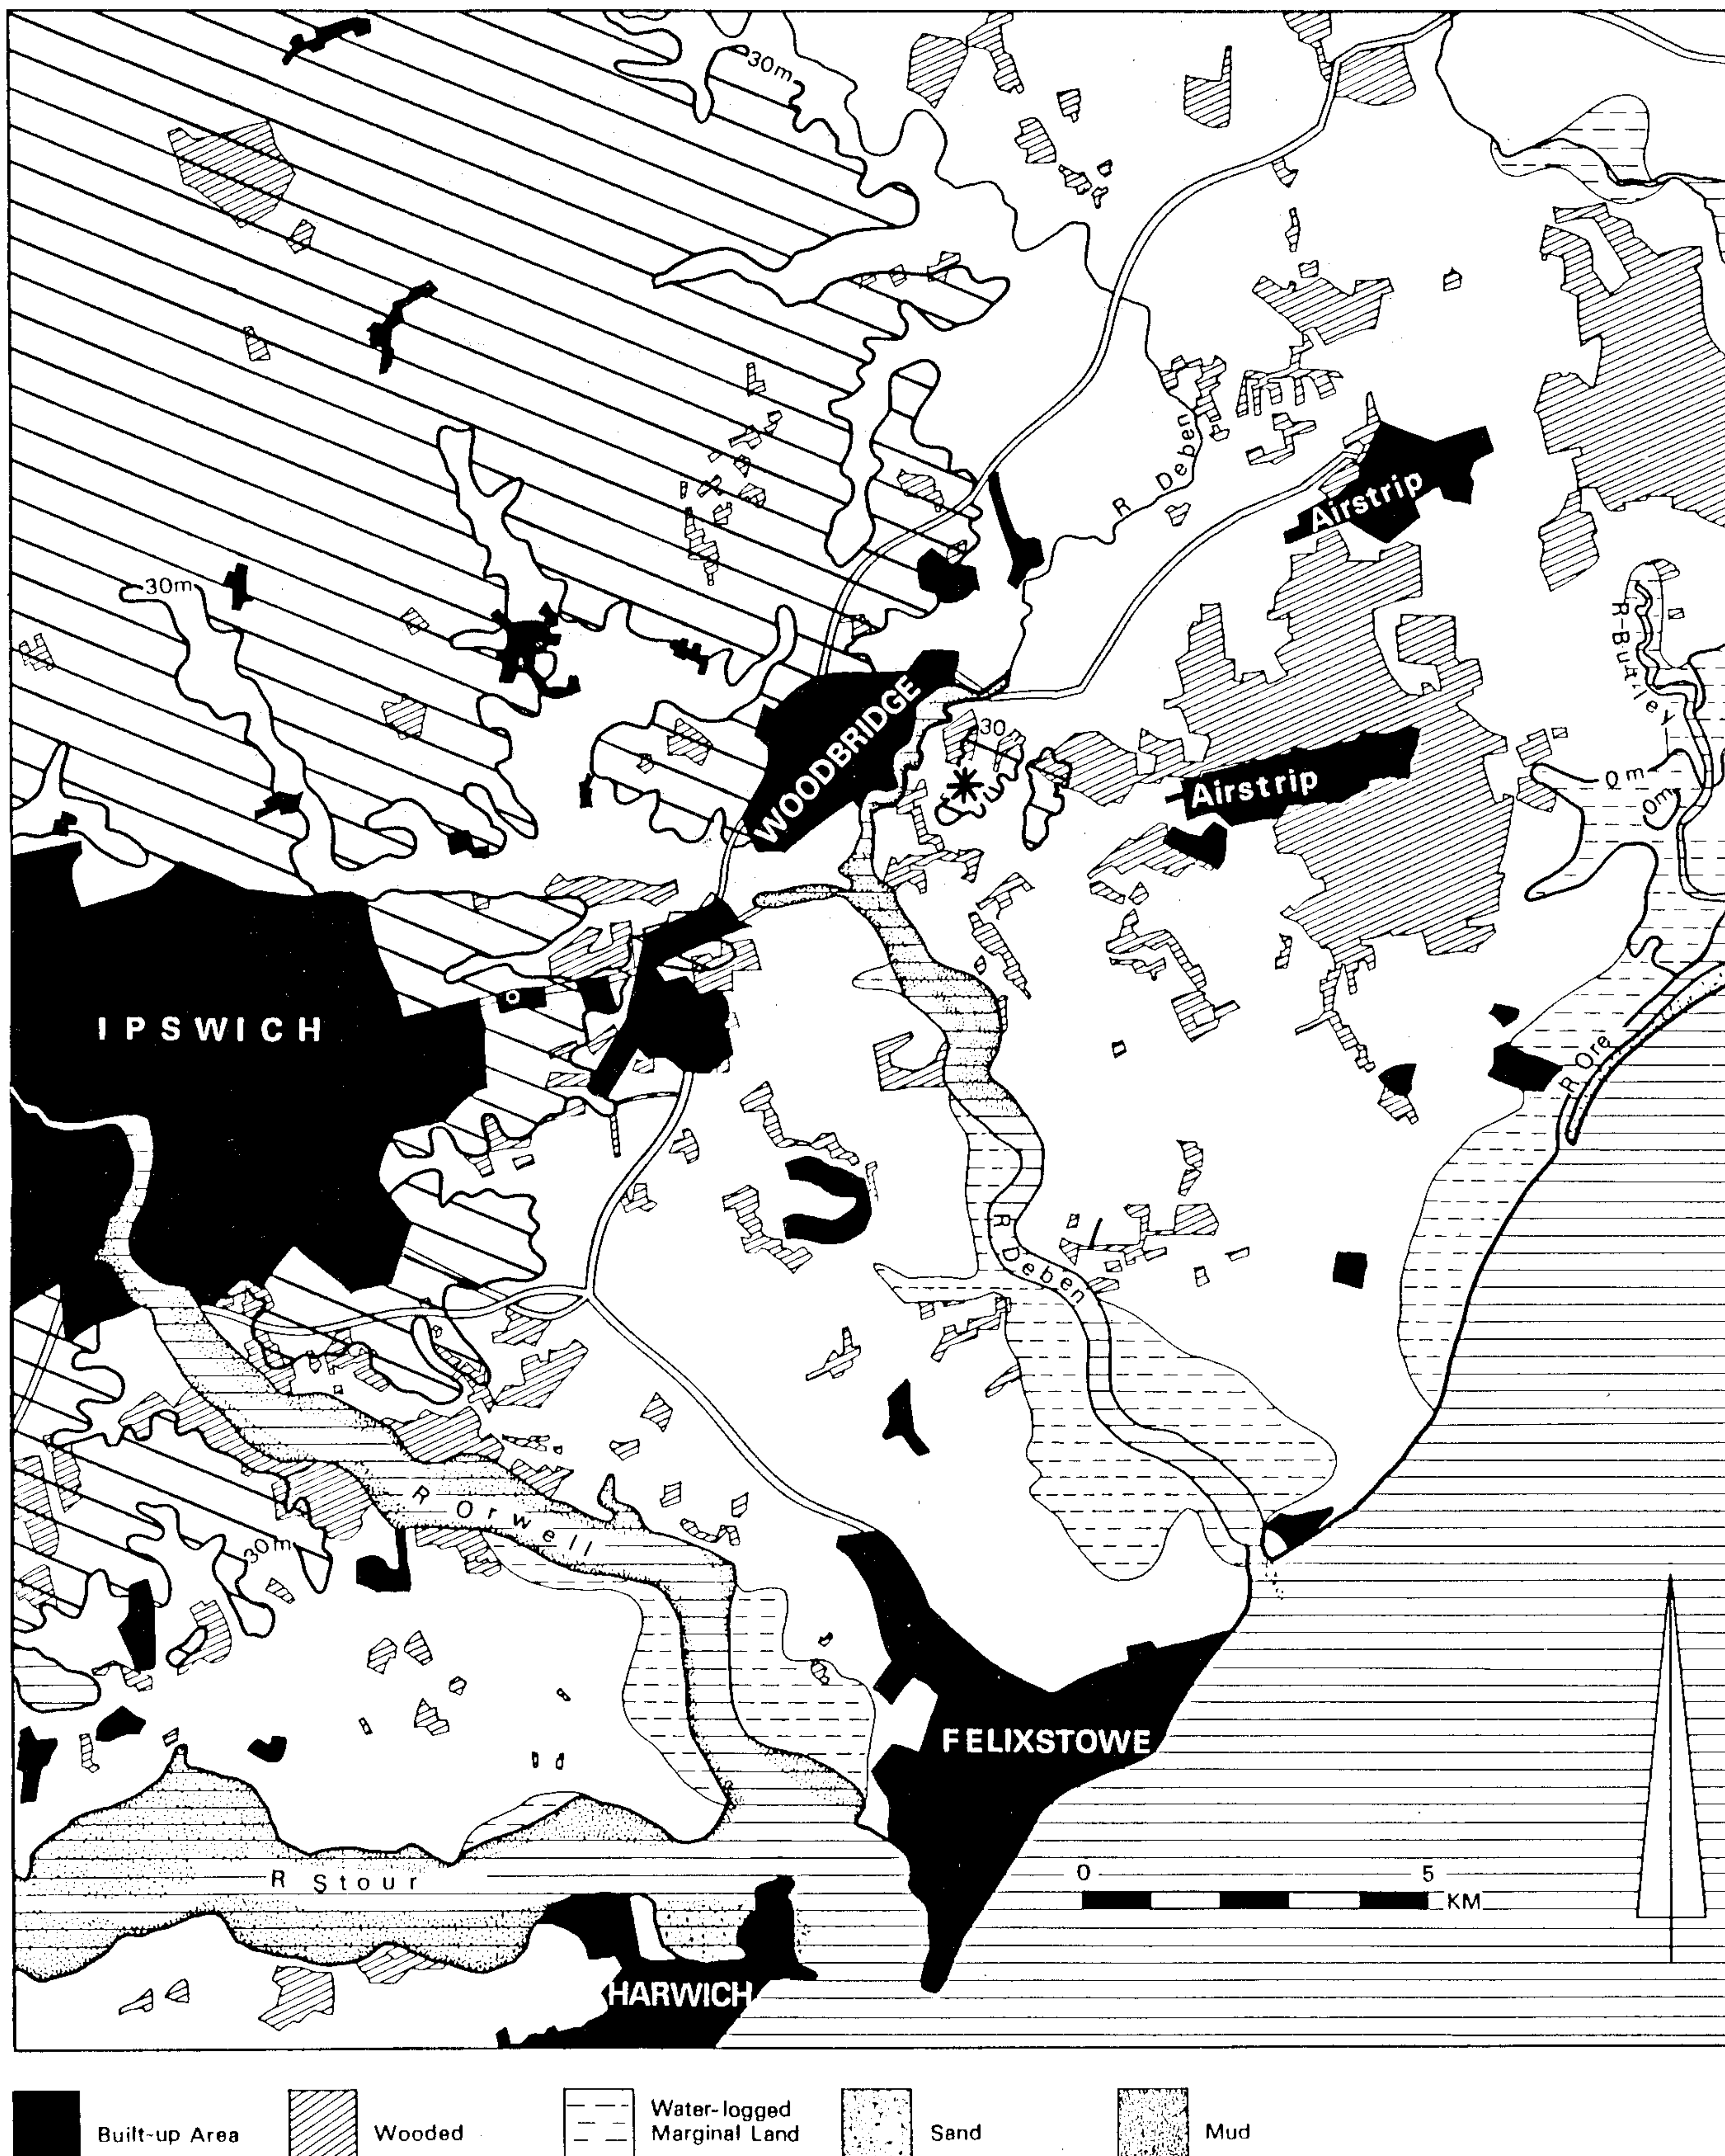 30m
R Deben
Airstrip
30m
R-Butley
WOODBRIDGE
30
0m
0m
Airstrip
IPSWICH
R Ore
R Deben
R Orwell
30m
FELIXSTOWE
0 5
KM
R Stour
HARWICH
Built-up Area
Wooded
Water-logged
Marginal Land
Sand
Mud